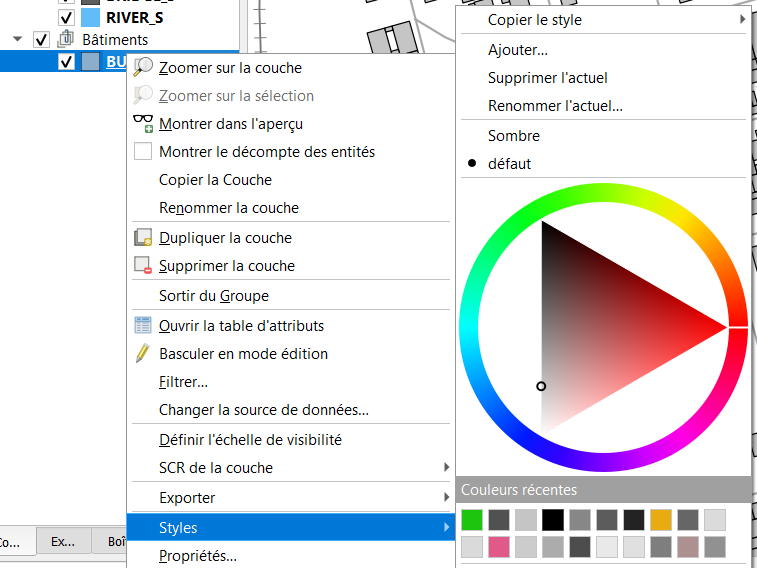 RIVER_S
Bâtiments
BU
Zoomer sur la couche
Zoomer sur la sélection
Montrer dans l'aperçu
Montrer le décompte des entités
Copier la Couche
Renommer la couche
Dupliquer la couche
Supprimer la couche
Sortir du Groupe
Ouvrir la table d'attributs
Basculer en mode édition
Filtrer...
Changer la source de données...
Définir l'échelle de visibilité
SCR de la couche
Exporter
Styles
Propriétés...
Copier le style
Ajouter...
Supprimer l'actuel
Renommer l'actuel...
Sombre
défaut
Couleurs récentes
Co...
Ex...
Boî